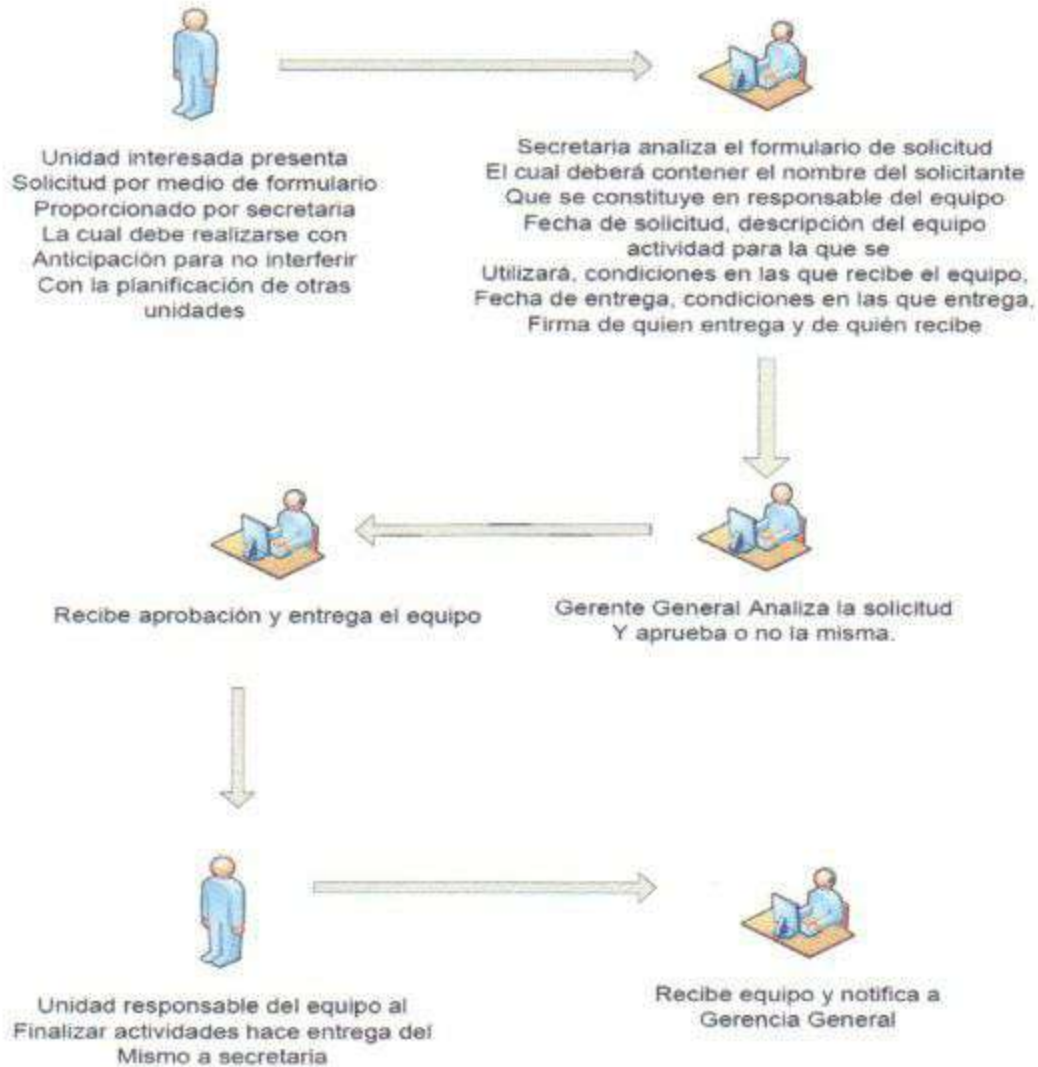 Unidad interesada presenta
Solicitud por medio de formulario
Proporcionado por secretaria
La cual debe realizarse con
Anticipación para no interferir
Con la planificación de otras
unidades
Secretaria analiza el formulario de solicitud
El cual deberá contener el nombre del solicitante
Que se constituye en responsable del equipo
Fecha de solicitud, descripción del equipo
actividad para la que se
Utilizará, condiciones en las que recibe el equipo,
Fecha de entrega, condiciones en las que entrega,
Firma de quien entrega y de quién recibe
Gerente General Analiza la solicitud
Y aprueba o no la misma.
Recibe aprobación y entrega el equipo
Unidad responsable del equipo al
Finalizar actividades hace entrega del
Mismo a secretaria
Recibe equipo y notifica a
Gerencia General